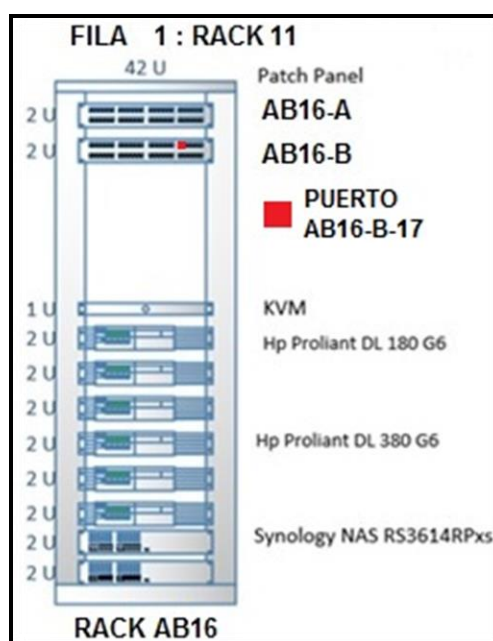 FILA 1 : RACK 11
42 U
Patch Panel
2 U
AB16-A
2 U
AB16-B
PUERTO
AB16-B-17
1 U
KVM
2 U
Hp Proliant DL 180 G6
2 U
2 U
2 U
Hp Proliant DL 380 G6
2 U
2 U
2 U
Synology NAS RS3614RPxs
2 U
RACK AB16